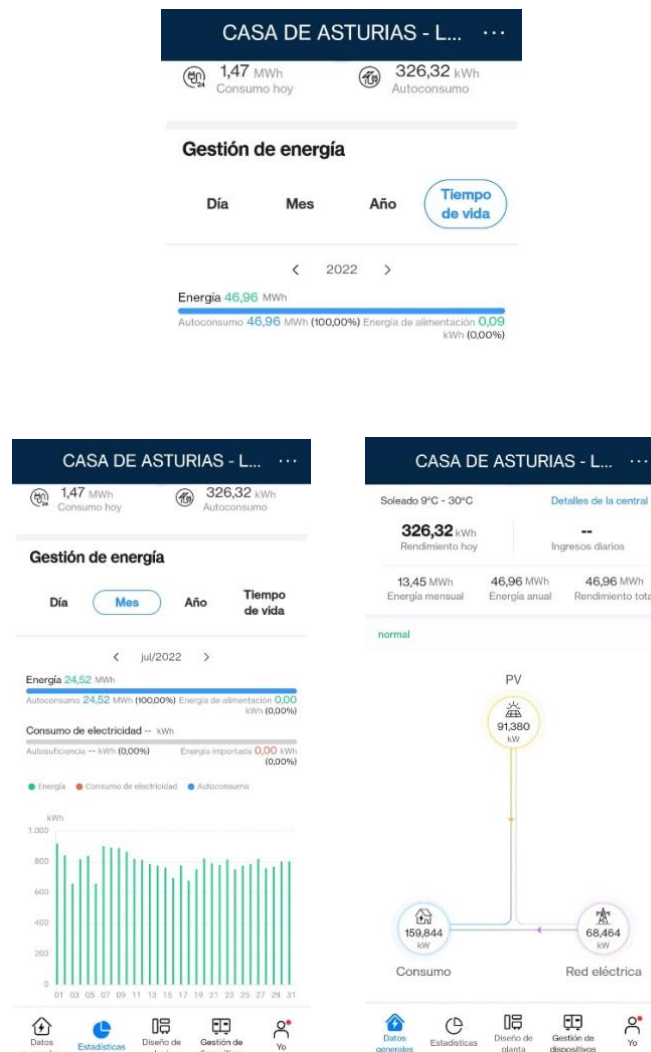 CASA DE ASTURIAS - L... ...
1,47 MWh
Consumo hoy
326,32 kWh
Autoconsumo
Gestión de energía
Día Mes Año Tiempo de vida
< 2022 >
Energía 46,96 MWh
Autoconsumo 46,96 MWh (100,00%) Energía de alimentación 0,09
kWh (0,00%)
CASA DE ASTURIAS - L... ...
1,47 MWh
Consumo hoy
326,32 kWh
Autoconsumo
Gestión de energía
Día Mes Año Tiempo de vida
< jul/2022 >
Energía 24,52 MWh
Autoconsumo 24,52 MWh (100,00%) Energía de alimentación 0,00
kWh (0,00%)
Consumo de electricidad -- kWh
Autosuficiencia -- kWh (0,00%) Energía importada 0,00 kWh
(0,00%)
Energía Consumo de electricidad Autoconsumo
kWh
1.000
800
600
400
200
0
01 03 05 07 09 11 13 15 17 19 21 23 25 27 29 31
Datos
Estadísticas
Diseño de
Gestión de
Yo
CASA DE ASTURIAS - L... ...
Soleado 9°C - 30°C Detalles de la central
326,32 kWh
Rendimiento hoy
--
Ingresos diarios
13,45 MWh
Energía mensual
46,96 MWh
Energía anual
46,96 MWh
Rendimiento tota
normal
PV
91,380
kW
159,844
kW
Consumo
68,464
kW
Red eléctrica
Datos
generales
Estadísticas
Diseño de
planta
Gestión de
dispositivos
Yo